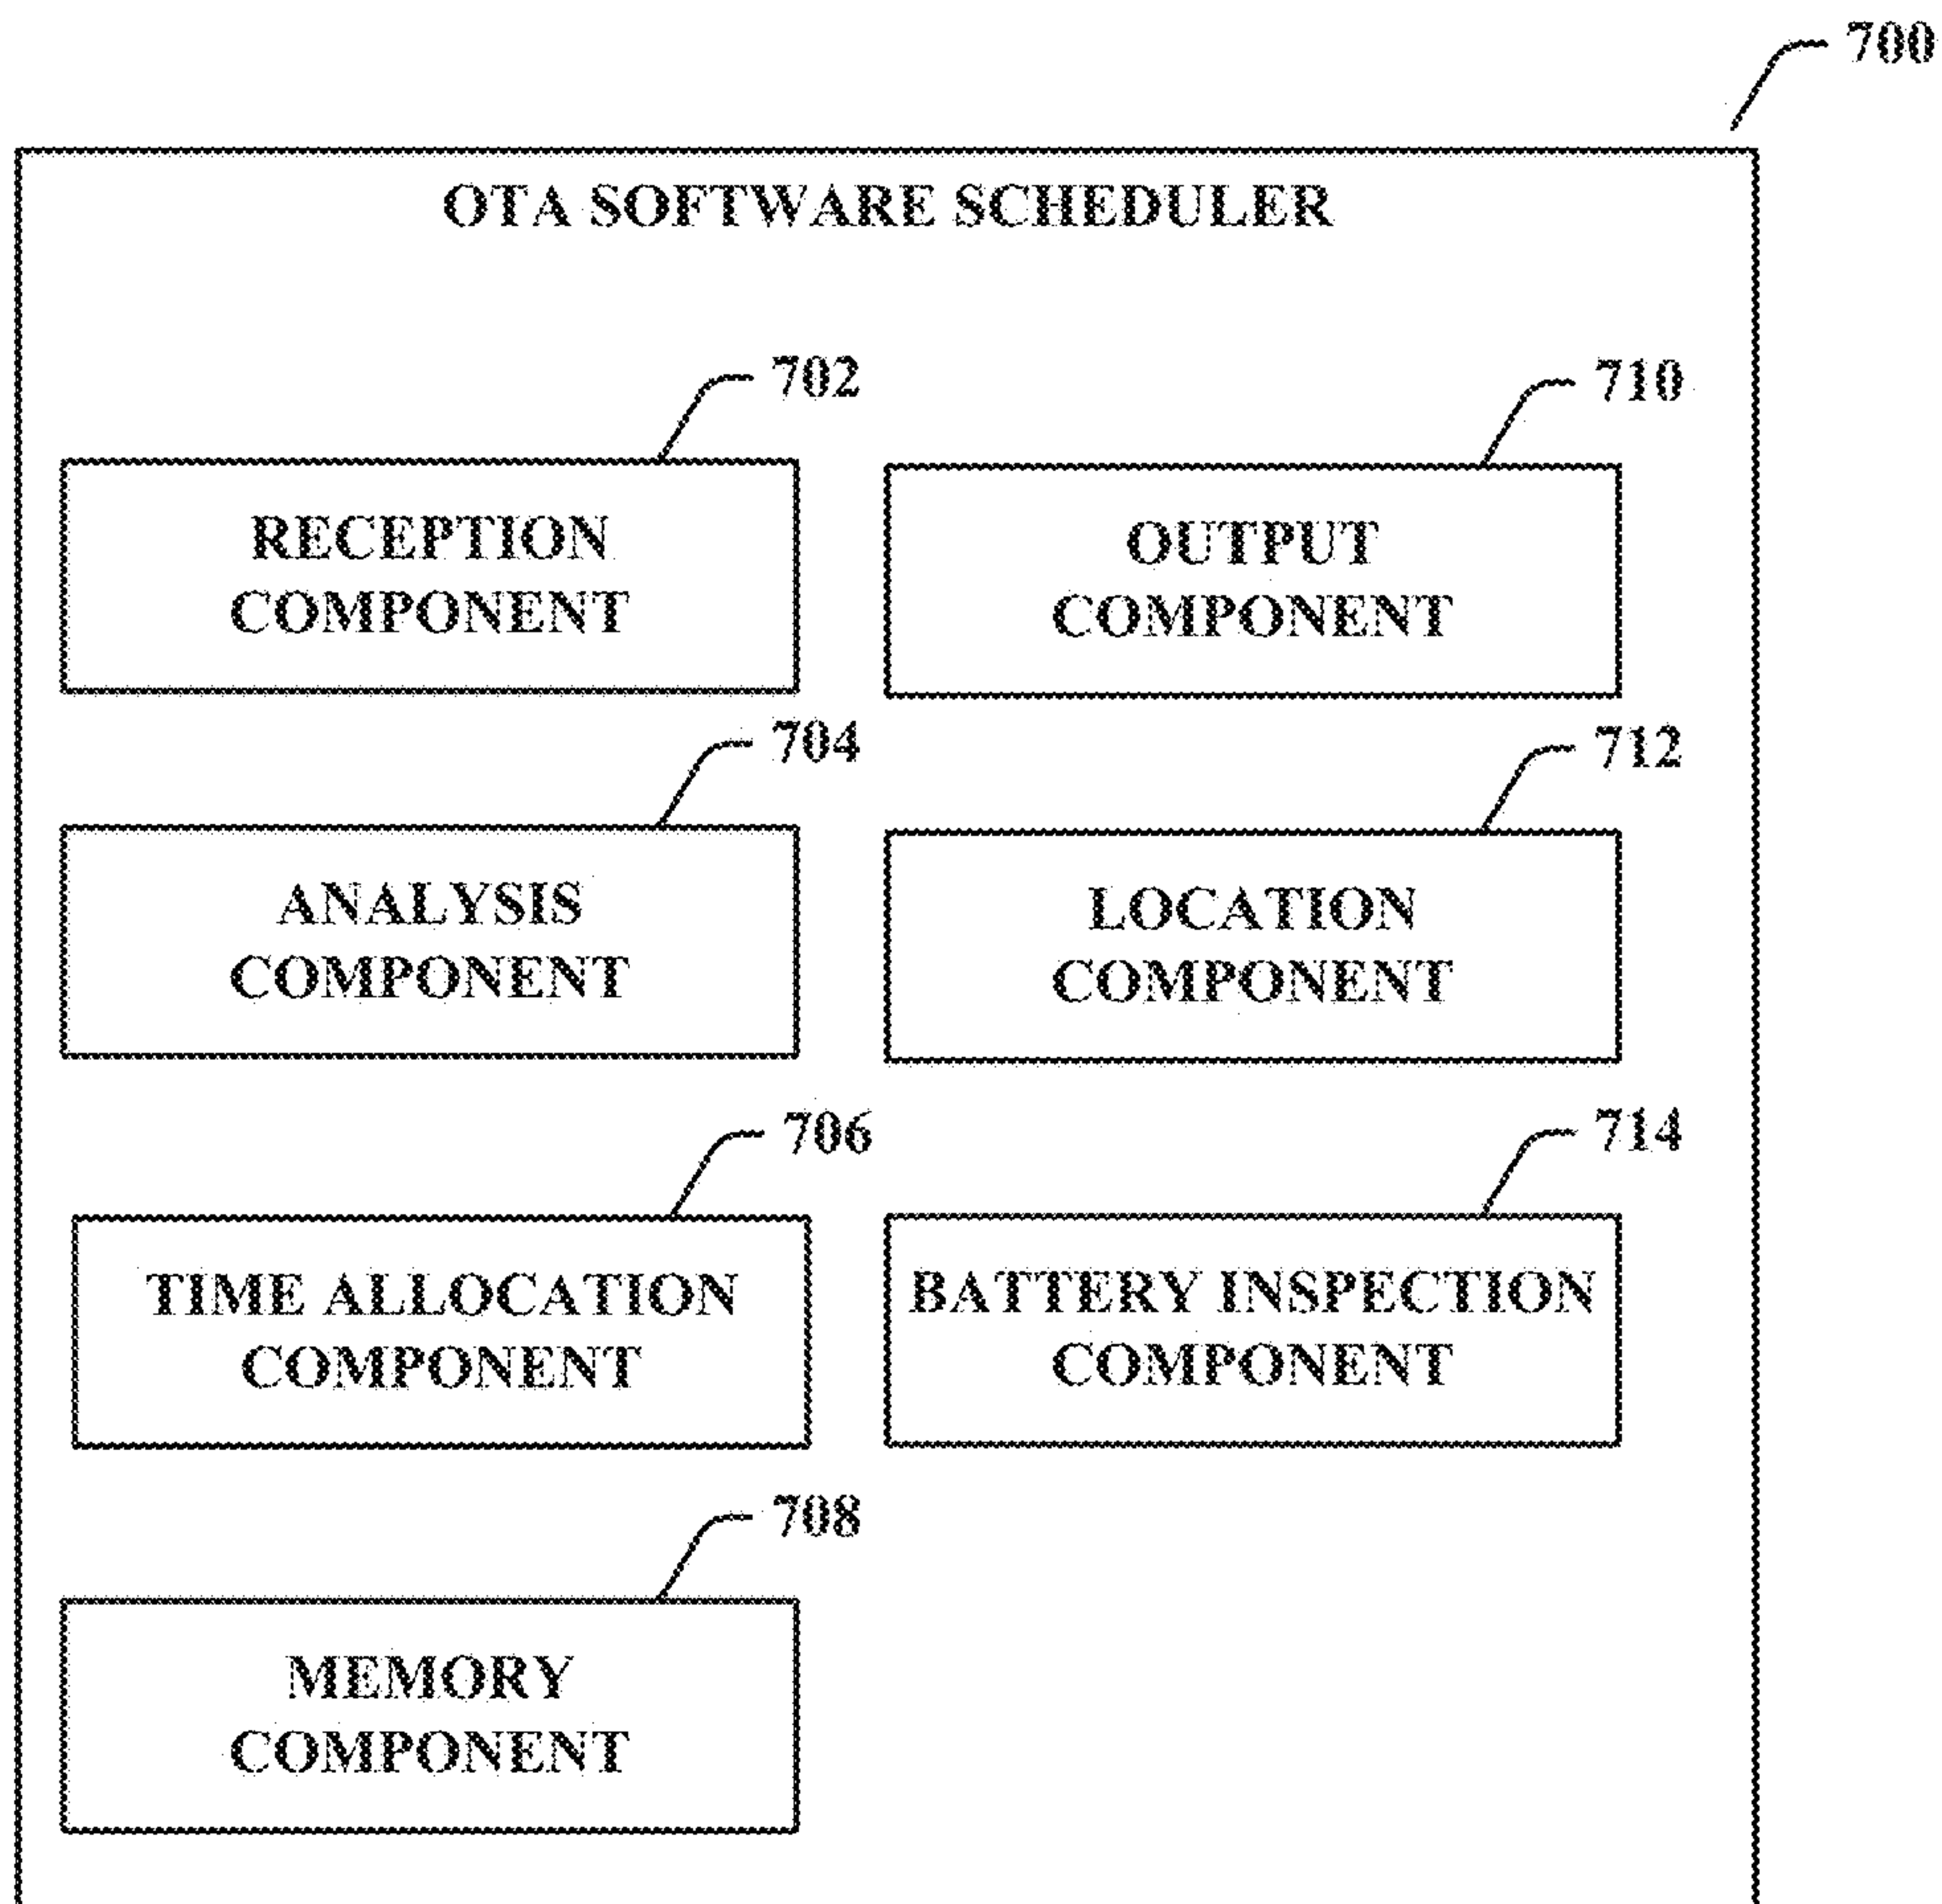 700
OTA SOFTWARE SCHEDULER
702
RECEPTION
COMPONENT
710
OUTPUT
COMPONENT
704
ANALYSIS
COMPONENT
712
LOCATION
COMPONENT
706
TIME ALLOCATION
COMPONENT
714
BATTERY INSPECTION
COMPONENT
708
MEMORY
COMPONENT